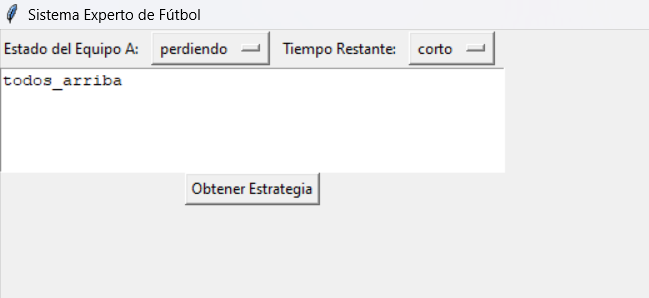 Sistema Experto de Fútbol
Estado del Equipo A: perdiendo Tiempo Restante: corto
todos_arriba
Obtener Estrategia